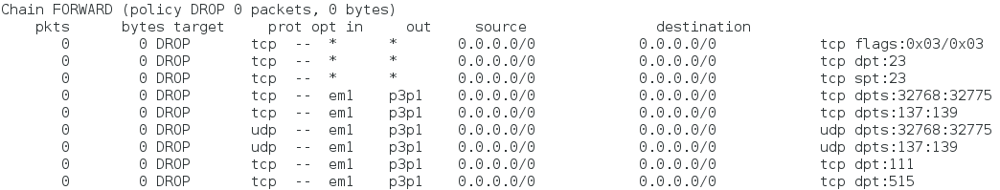 Chain FORWARD (policy DROP 0 packets, 0 bytes)
    pkts      bytes target     prot opt in     out     source               destination
       0        0 DROP       tcp  --  *      *       0.0.0.0/0            0.0.0.0/0            tcp flags:0x03/0x03
       0        0 DROP       tcp  --  *      *       0.0.0.0/0            0.0.0.0/0            tcp dpt:23
       0        0 DROP       tcp  --  *      *       0.0.0.0/0            0.0.0.0/0            tcp spt:23
       0        0 DROP       tcp  --  em1    p3p1    0.0.0.0/0            0.0.0.0/0            tcp dpts:32768:32775
       0        0 DROP       tcp  --  em1    p3p1    0.0.0.0/0            0.0.0.0/0            tcp dpts:137:139
       0        0 DROP       udp  --  em1    p3p1    0.0.0.0/0            0.0.0.0/0            udp dpts:32768:32775
       0        0 DROP       udp  --  em1    p3p1    0.0.0.0/0            0.0.0.0/0            udp dpts:137:139
       0        0 DROP       tcp  --  em1    p3p1    0.0.0.0/0            0.0.0.0/0            tcp dpt:111
       0        0 DROP       tcp  --  em1    p3p1    0.0.0.0/0            0.0.0.0/0            tcp dpt:515